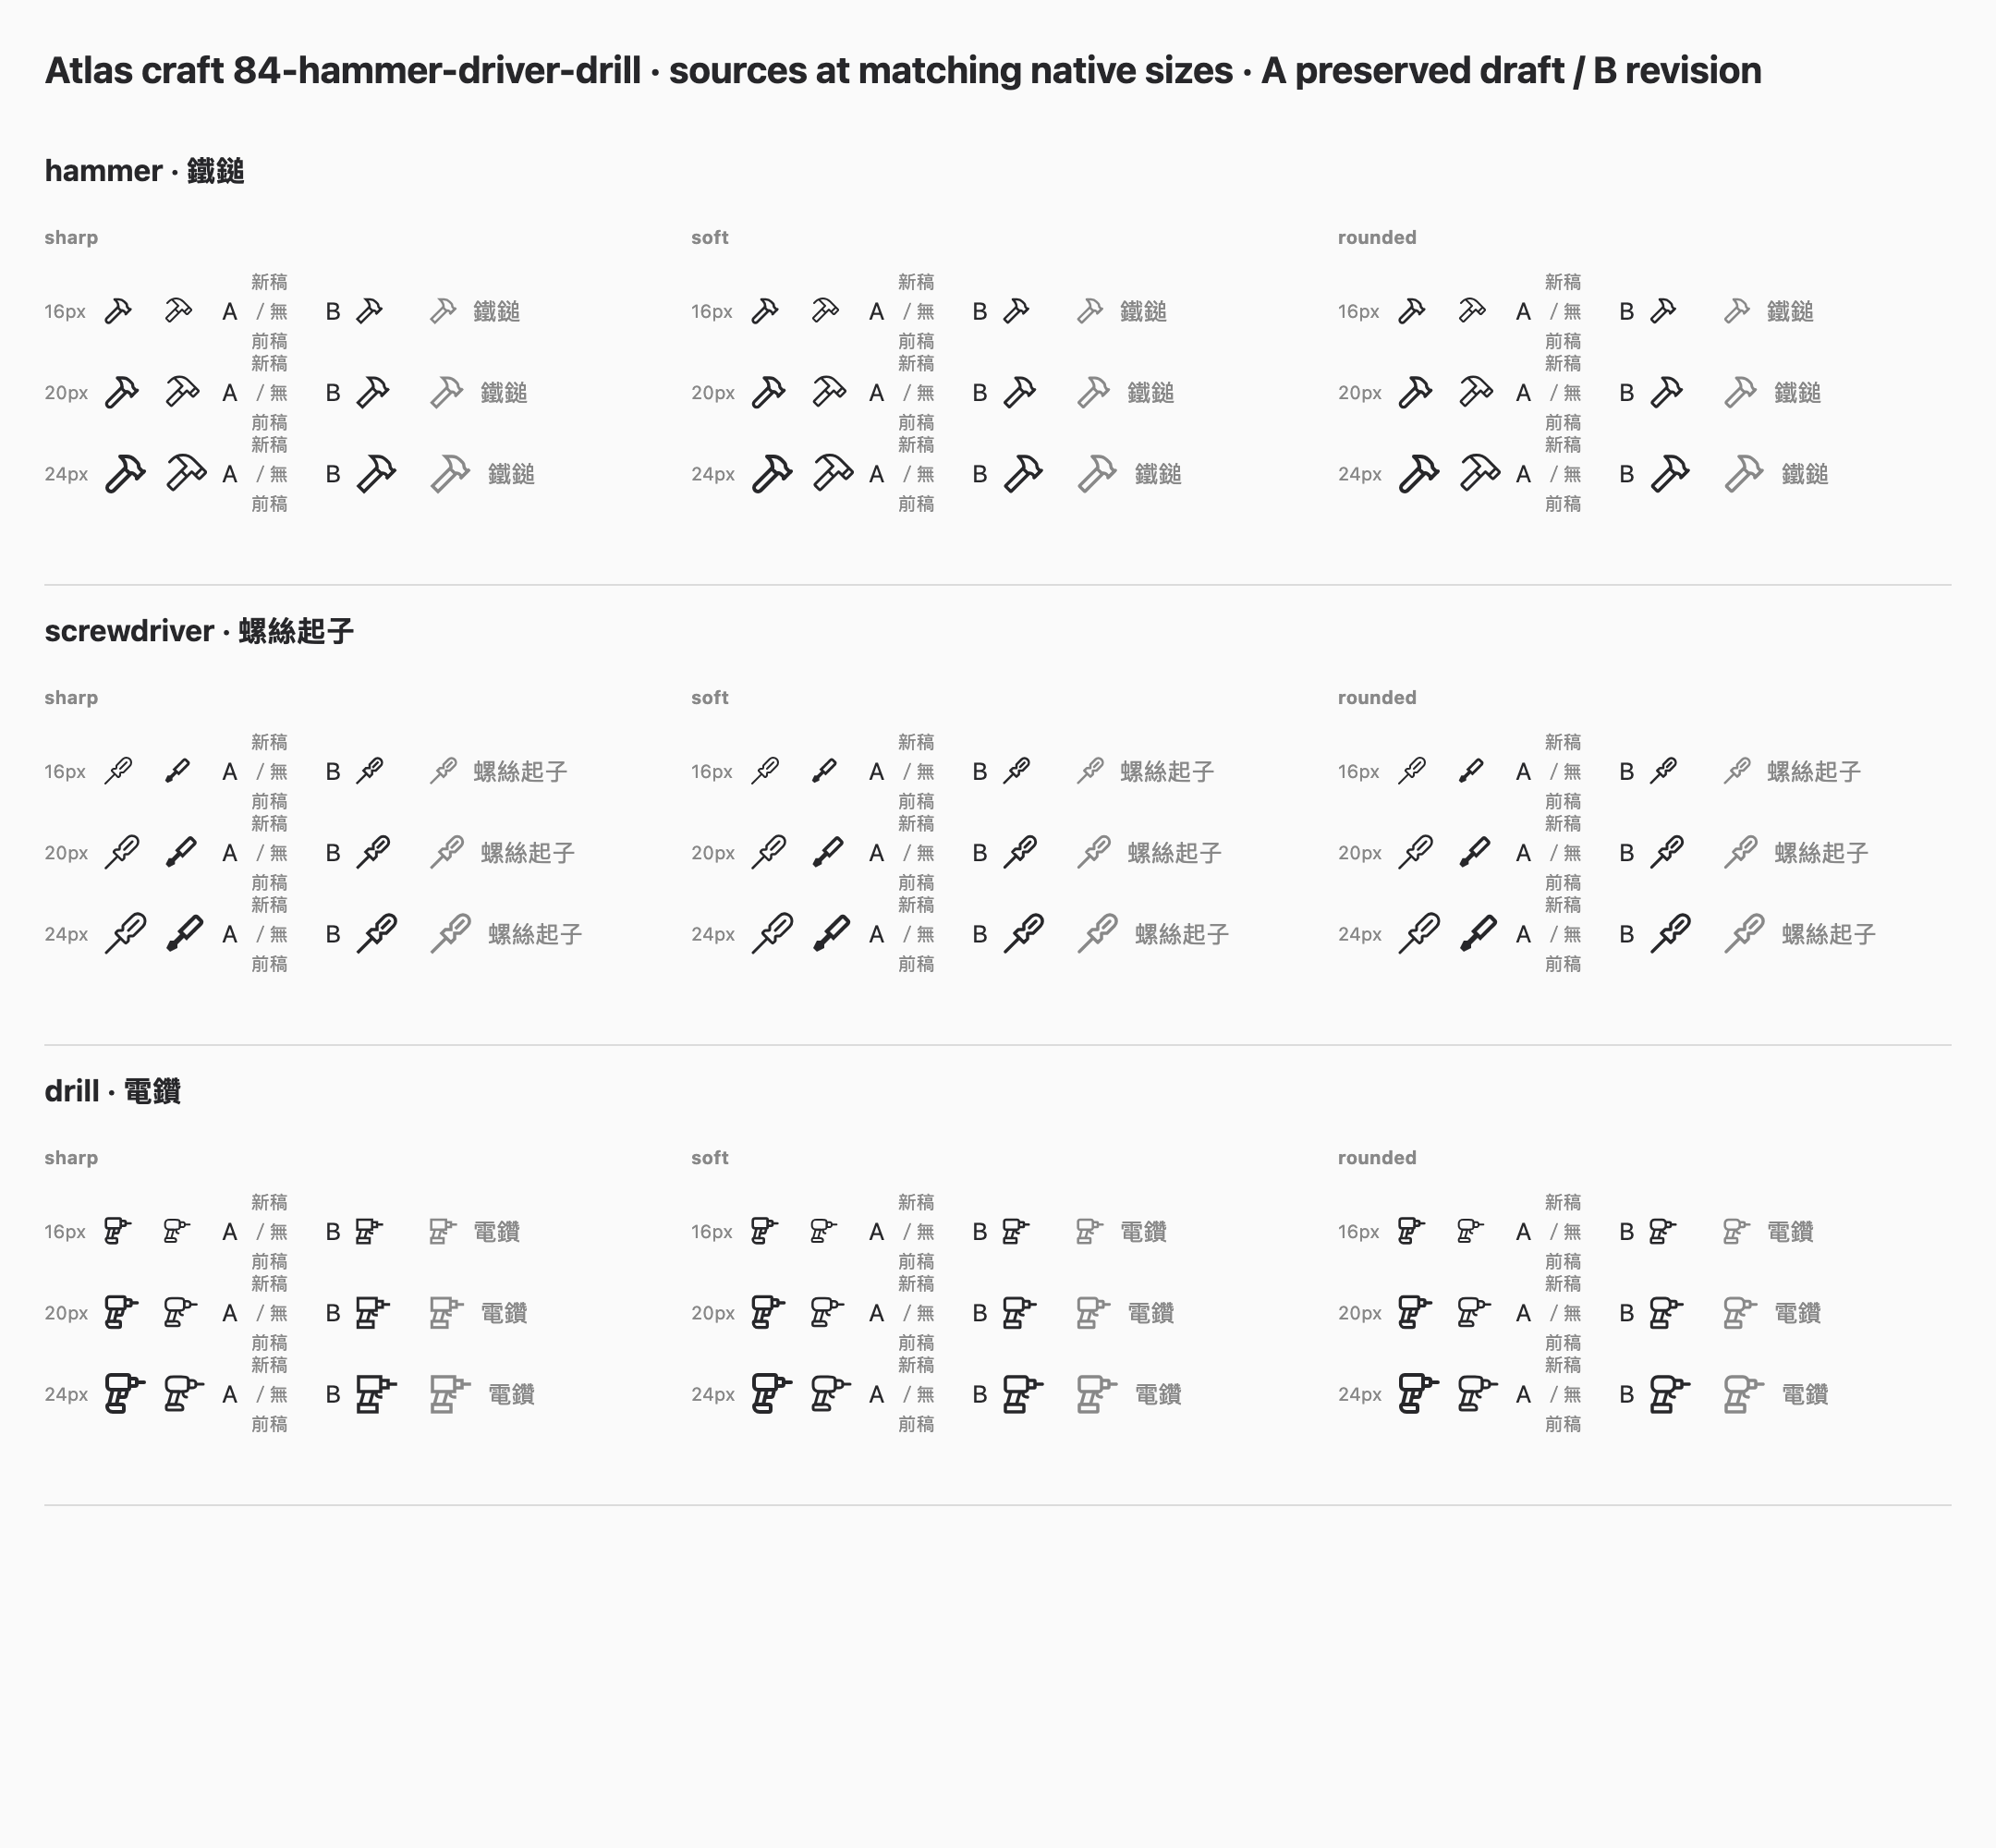 Atlas craft 84-hammer-driver-drill · sources at matching native sizes · A preserved draft / B revision
hammer · 鐵鎚
sharp
16px A 新稿 / 無 前稿 B 鐵鎚
20px A 新稿 / 無 前稿 B 鐵鎚
24px A 新稿 / 無 前稿 B 鐵鎚
soft
16px A 新稿 / 無 前稿 B 鐵鎚
20px A 新稿 / 無 前稿 B 鐵鎚
24px A 新稿 / 無 前稿 B 鐵鎚
rounded
16px A 新稿 / 無 前稿 B 鐵鎚
20px A 新稿 / 無 前稿 B 鐵鎚
24px A 新稿 / 無 前稿 B 鐵鎚
screwdriver · 螺絲起子
sharp
16px A 新稿 / 無 前稿 B 螺絲起子
20px A 新稿 / 無 前稿 B 螺絲起子
24px A 新稿 / 無 前稿 B 螺絲起子
soft
16px A 新稿 / 無 前稿 B 螺絲起子
20px A 新稿 / 無 前稿 B 螺絲起子
24px A 新稿 / 無 前稿 B 螺絲起子
rounded
16px A 新稿 / 無 前稿 B 螺絲起子
20px A 新稿 / 無 前稿 B 螺絲起子
24px A 新稿 / 無 前稿 B 螺絲起子
drill · 電鑽
sharp
16px A 新稿 / 無 前稿 B 電鑽
20px A 新稿 / 無 前稿 B 電鑽
24px A 新稿 / 無 前稿 B 電鑽
soft
16px A 新稿 / 無 前稿 B 電鑽
20px A 新稿 / 無 前稿 B 電鑽
24px A 新稿 / 無 前稿 B 電鑽
rounded
16px A 新稿 / 無 前稿 B 電鑽
20px A 新稿 / 無 前稿 B 電鑽
24px A 新稿 / 無 前稿 B 電鑽